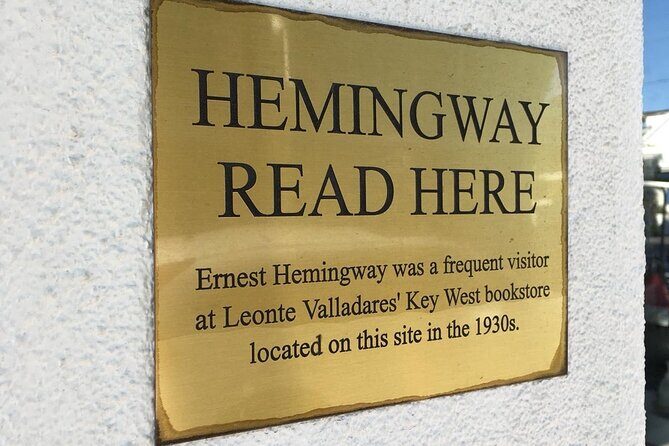 HEMINGWAY
READ HERE
Ernest Hemingway was a frequent visitor
at Leonte Valladares' Key West bookstore
located on this site in the 1930s.